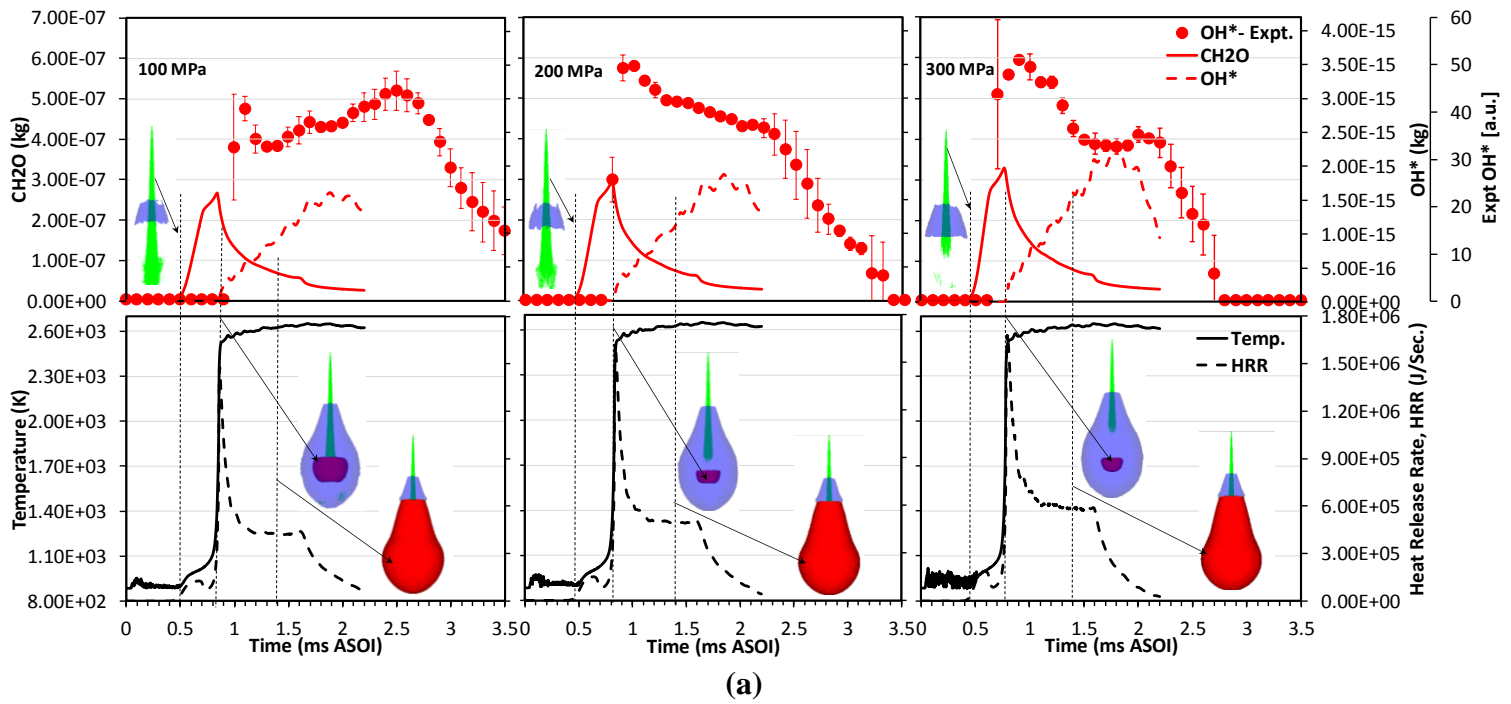 7.00E-07
6.00E-07
5.00E-07
4.00E-07
3.00E-07
2.00E-07
1.00E-07
0.00E+00
CH2O (kg)
100 MPa
200 MPa
300 MPa
OH*- Expt.
CH2O
OH*
4.00E-15
3.50E-15
3.00E-15
2.50E-15
2.00E-15
1.50E-15
1.00E-15
5.00E-16
0.00E+00
OH* (kg)
60
50
40
30
20
10
0
Expt OH* [a.u.]
2.60E+03
2.30E+03
2.00E+03
1.70E+03
1.40E+03
1.10E+03
8.00E+02
Temperature (K)
Temp.
HRR
1.80E+06
1.50E+06
1.20E+06
9.00E+05
6.00E+05
3.00E+05
0.00E+00
Heat Release Rate, HRR (J/Sec.)
0 0.5 1 1.5 2 2.5 3 3.5
0 0.5 1 1.5 2 2.5 3 3.5
0 0.5 1 1.5 2 2.5 3 3.5
Time (ms ASOI)
Time (ms ASOI)
Time (ms ASOI)
(a)